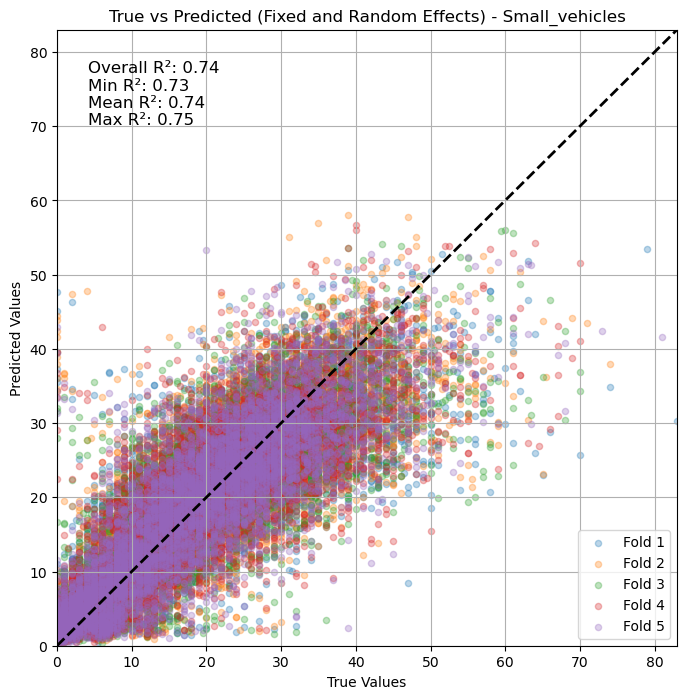 True vs Predicted (Fixed and Random Effects) - Small_vehicles
Overall R²: 0.74
Min R²: 0.73
Mean R²: 0.74
Max R²: 0.75
Predicted Values
80
70
60
50
40
30
20
10
0
0 10 20 30 40 50 60 70 80
True Values
Fold 1
Fold 2
Fold 3
Fold 4
Fold 5